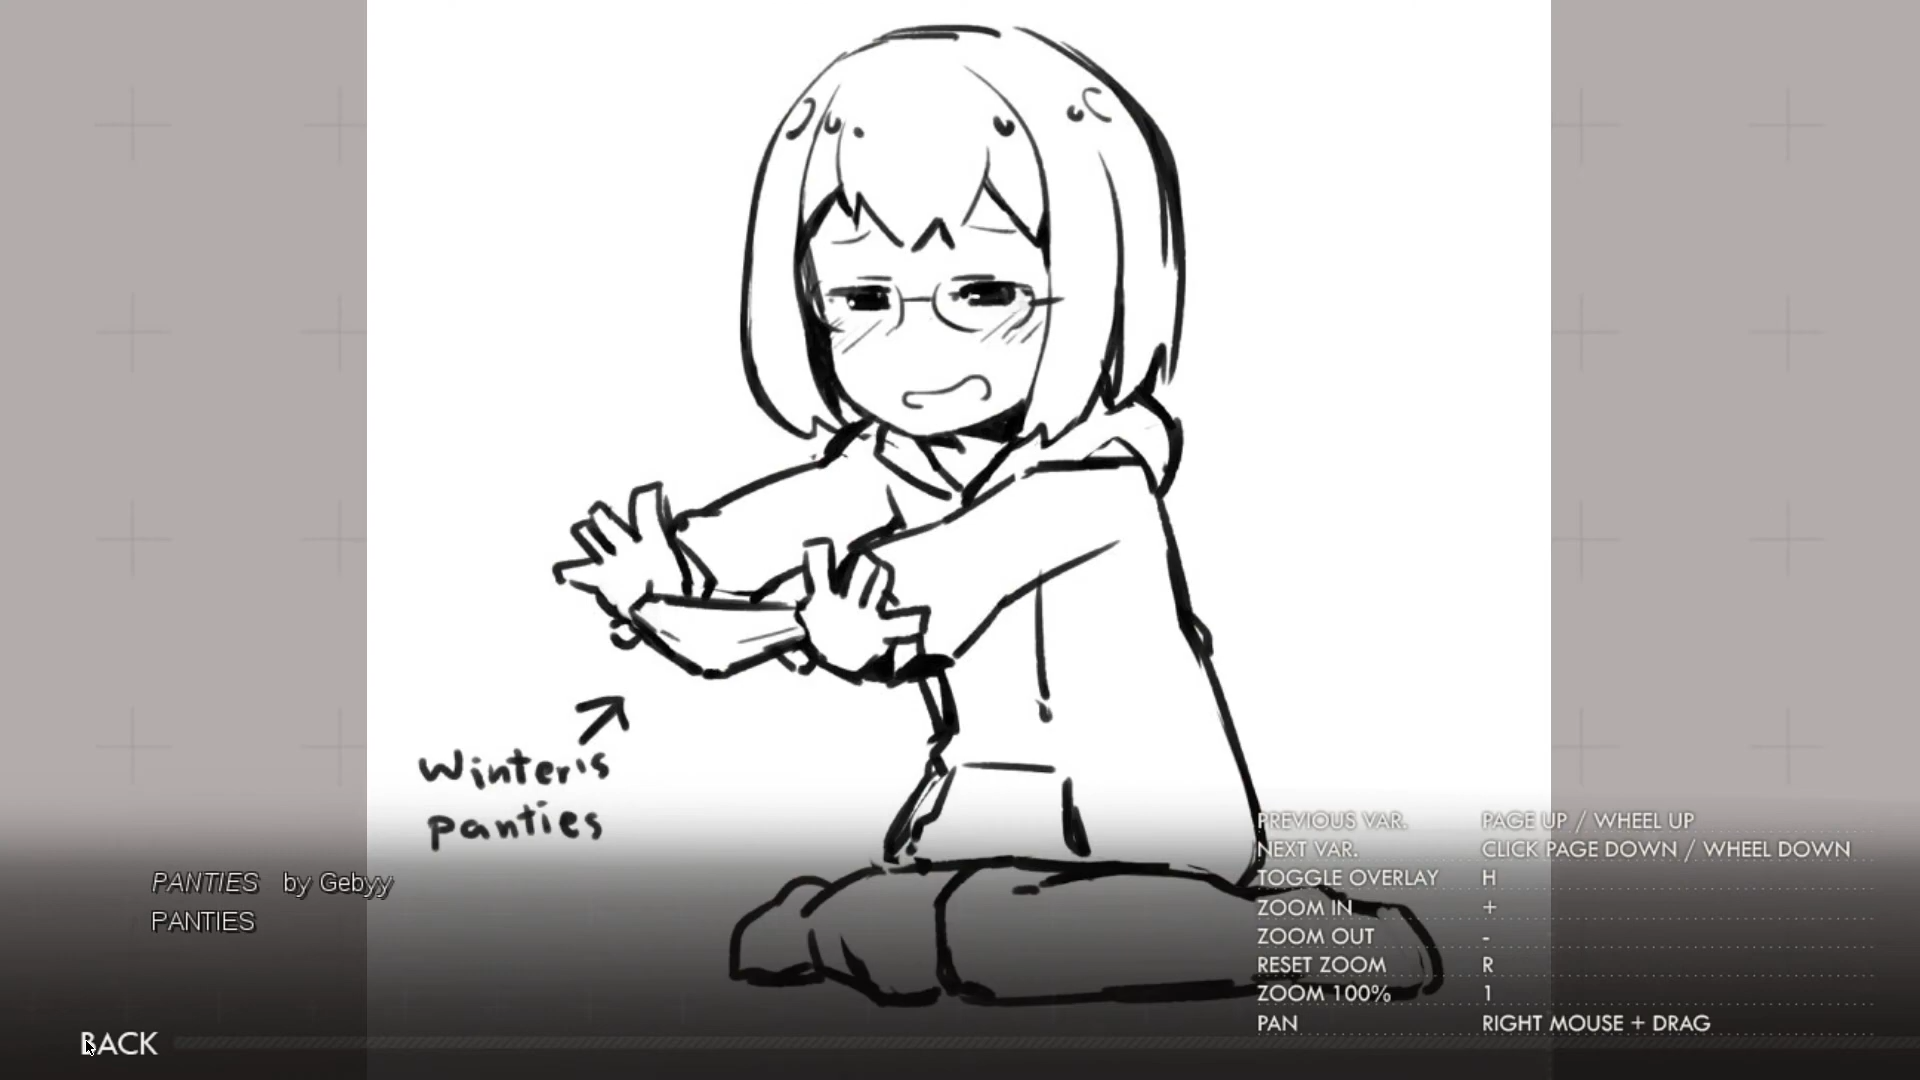 Winter's
panties
PANTIES by Gebyy
PANTIES
PREVIOUS VAR. PAGE UP / WHEEL UP
NEXT VAR. CLICK PAGE DOWN / WHEEL DOWN
TOGGLE OVERLAY H
ZOOM IN +
ZOOM OUT -
RESET ZOOM R
ZOOM 100% 1
PAN RIGHT MOUSE + DRAG
BACK